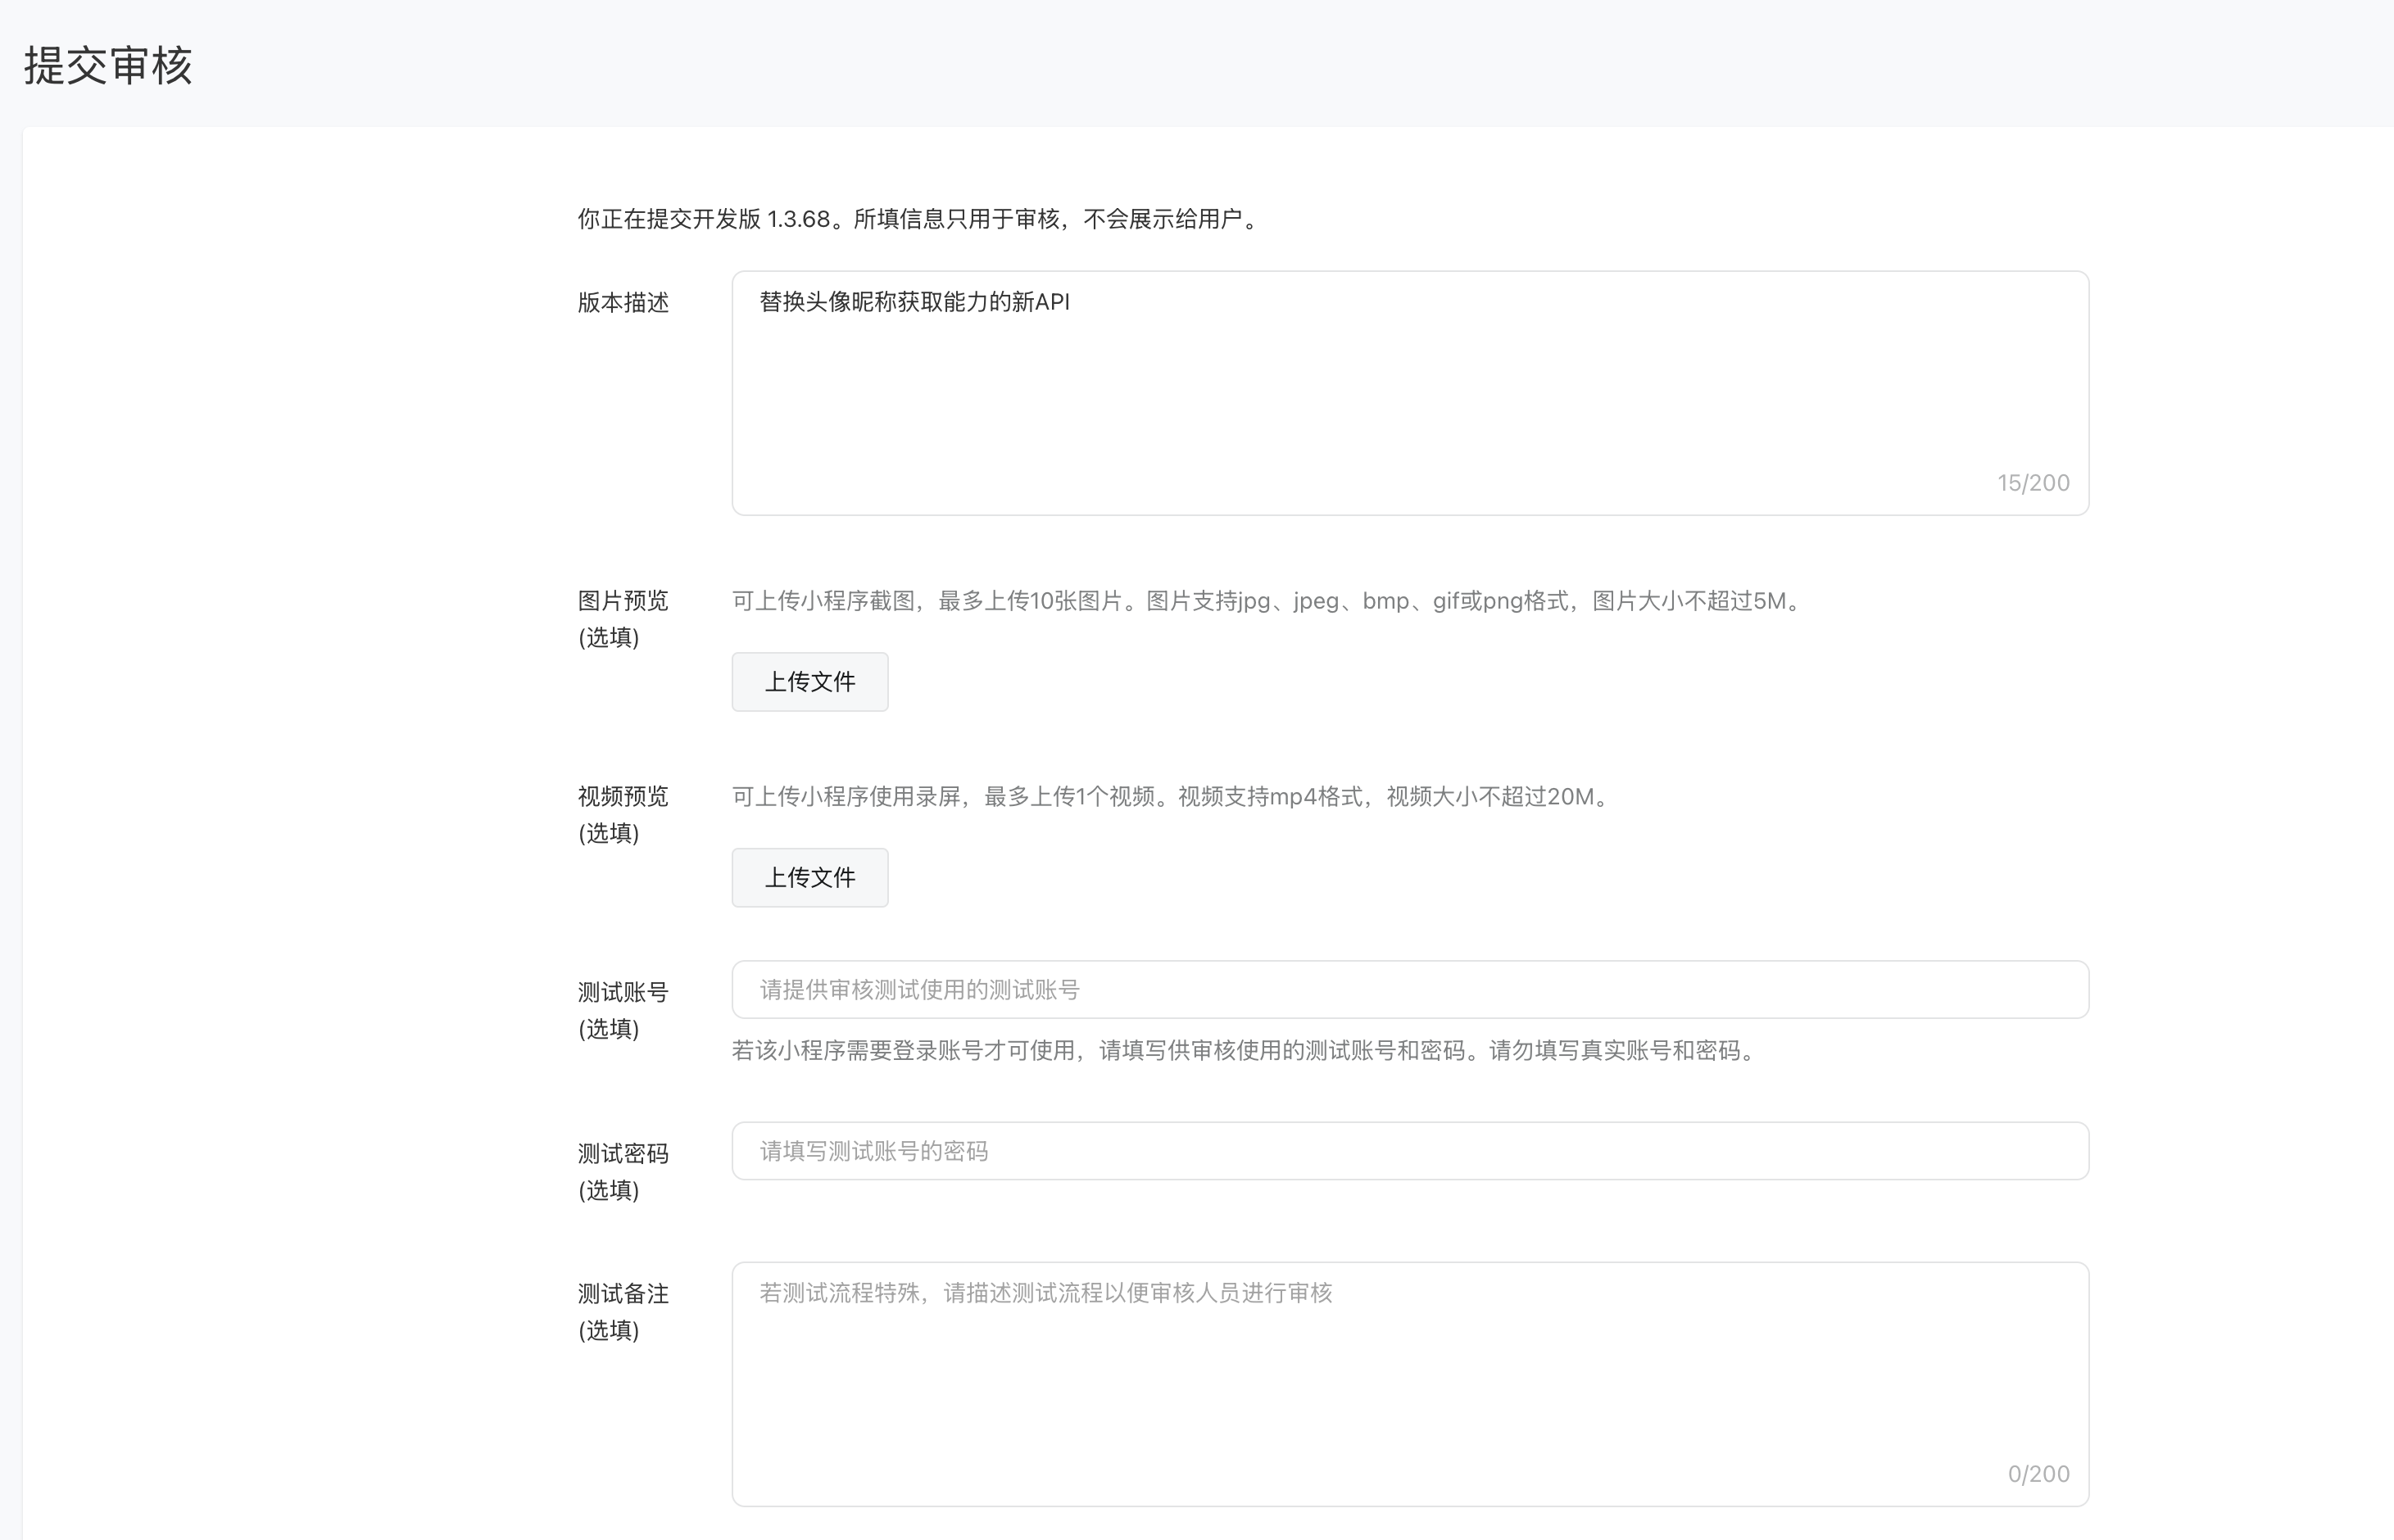 提交审核
你正在提交开发版 1.3.68。所填信息只用于审核，不会展示给用户。
版本描述
替换头像昵称获取能力的新API
15/200
图片预览
(选填)
可上传小程序截图，最多上传10张图片。图片支持jpg、jpeg、bmp、gif或png格式，图片大小不超过5M。
上传文件
视频预览
(选填)
可上传小程序使用录屏，最多上传1个视频。视频支持mp4格式，视频大小不超过20M。
上传文件
测试账号
(选填)
请提供审核测试使用的测试账号
若该小程序需要登录账号才可使用，请填写供审核使用的测试账号和密码。请勿填写真实账号和密码。
测试密码
(选填)
请填写测试账号的密码
测试备注
(选填)
若测试流程特殊，请描述测试流程以便审核人员进行审核
0/200